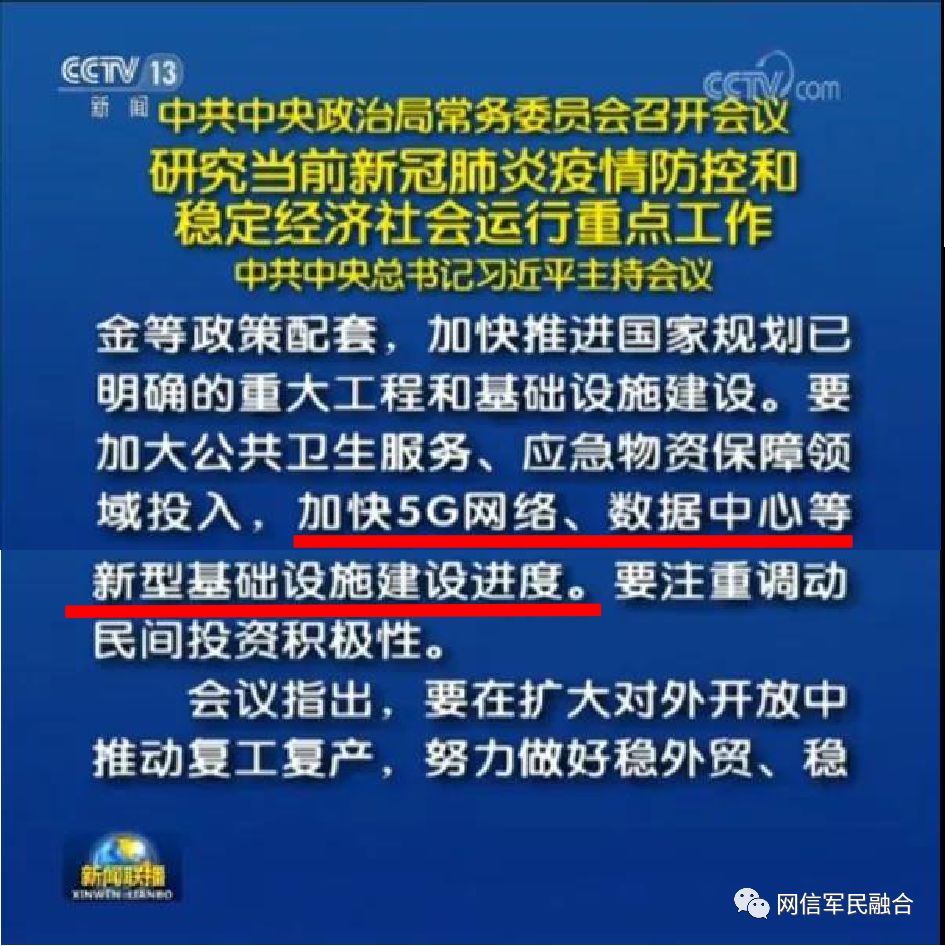 CCTV 13
新闻
CCTV.com
中共中央政治局常务委员会召开会议
研究当前新冠肺炎疫情防控和
稳定经济社会运行重点工作
中共中央总书记习近平主持会议
金等政策配套，加快推进国家规划已
明确的重大工程和基础设施建设。要
加大公共卫生服务、应急物资保障领
域投入，加快5G网络、数据中心等
新型基础设施建设进度。要注重调动
民间投资积极性。
会议指出，要在扩大对外开放中
推动复工复产，努力做好稳外贸、稳
新闻联播
XINWEN LIANBO
网信军民融合